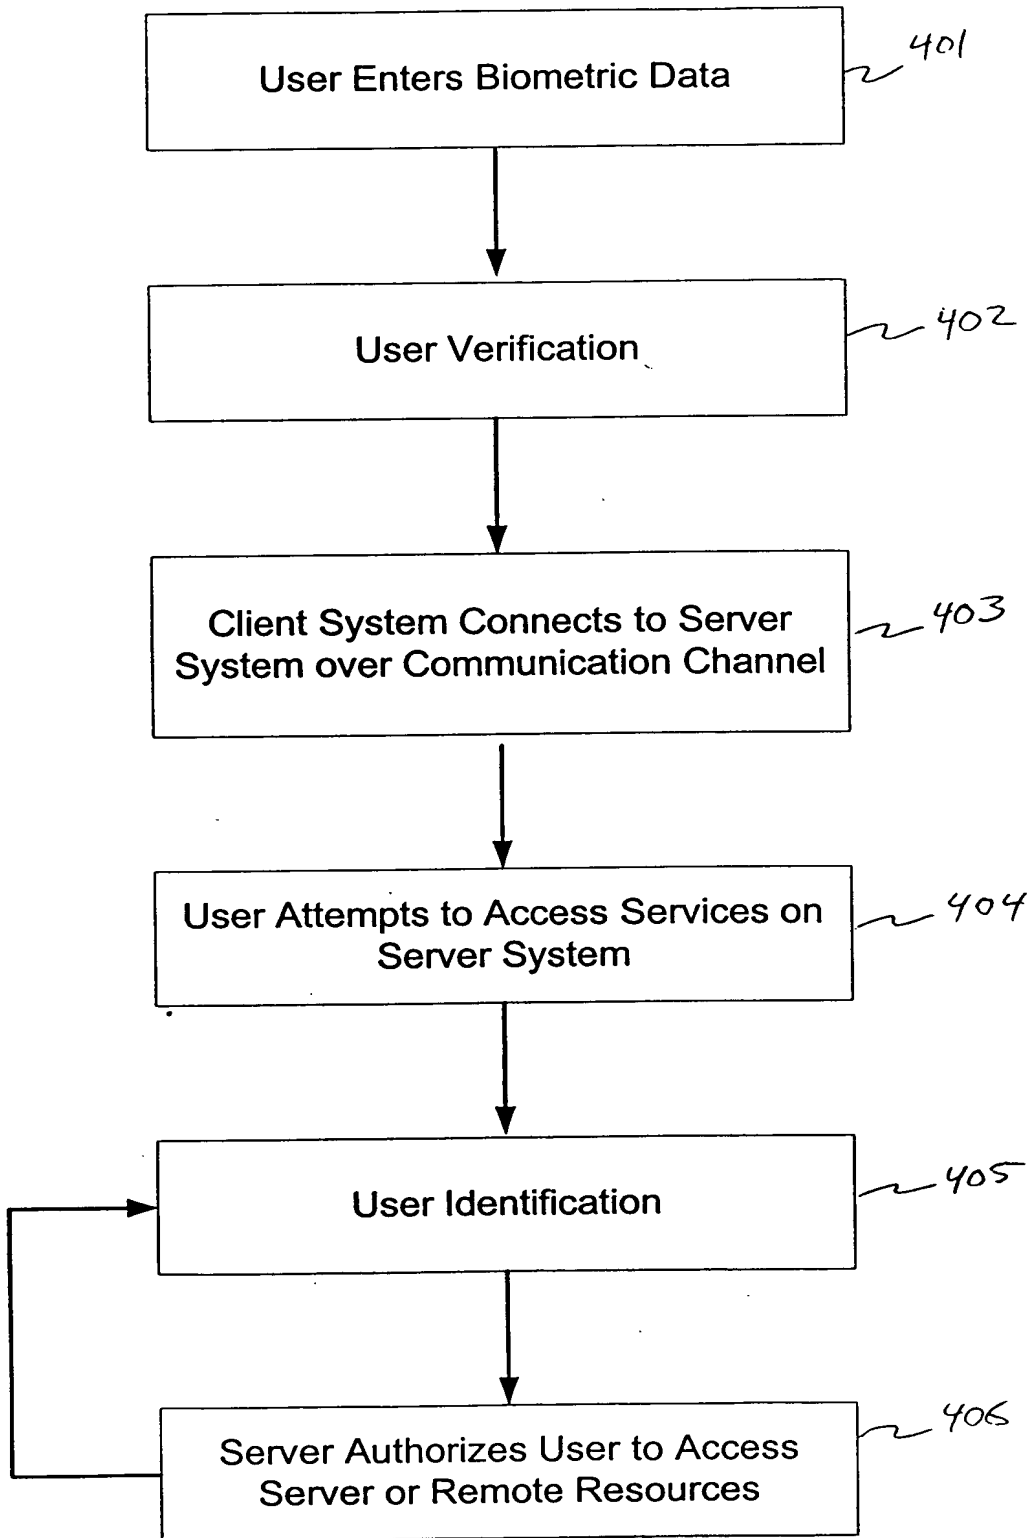 User Enters Biometric Data
401
User Verification
402
Client System Connects to Server
System over Communication Channel
403
User Attempts to Access Services on
Server System
404
User Identification
405
Server Authorizes User to Access
Server or Remote Resources
406